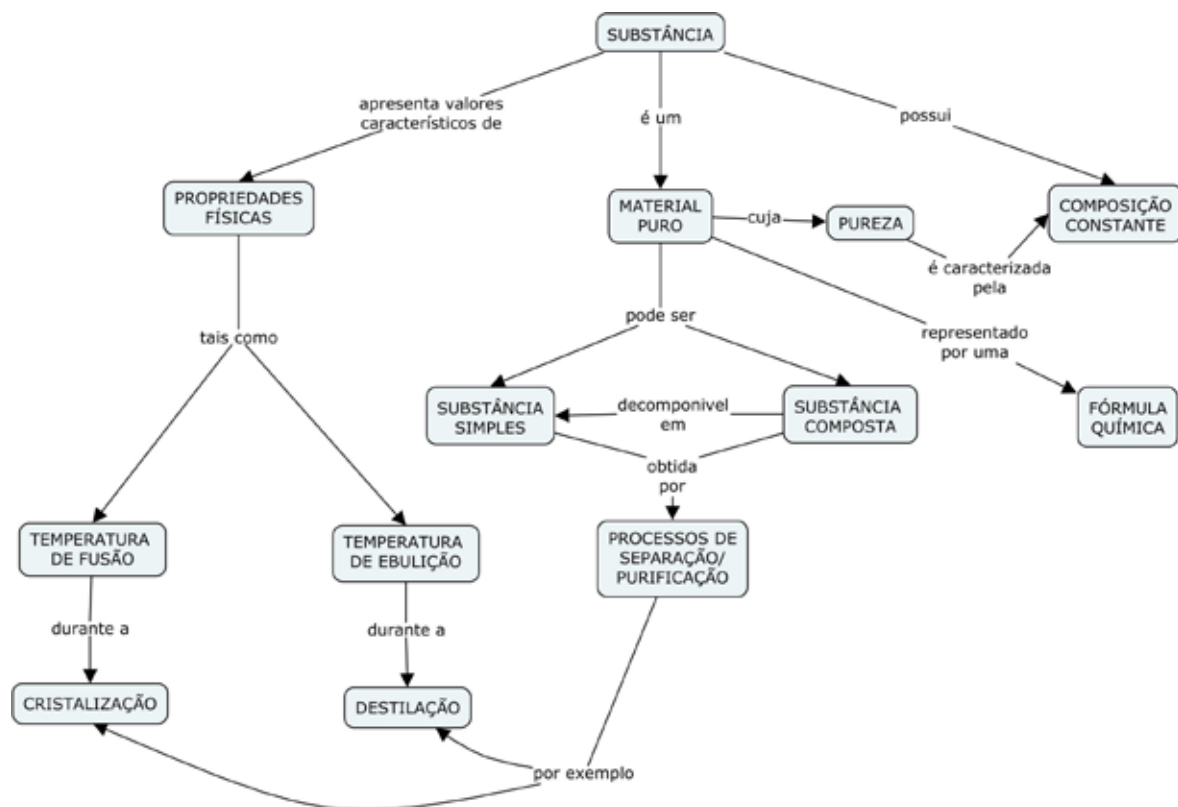 SUBSTÂNCIA
apresenta valores
característicos de
é um
possui
PROPRIEDADES
FÍSICAS
MATERIAL
PURO
cuja
PUREZA
COMPOSIÇÃO
CONSTANTE
é caracterizada
pela
tais como
pode ser
representado
por uma
SUBSTÂNCIA
SIMPLES
decomponivel
em
SUBSTÂNCIA
COMPOSTA
FÓRMULA
QUÍMICA
obtida
por
TEMPERATURA
DE FUSÃO
TEMPERATURA
DE EBULIÇÃO
PROCESSOS DE
SEPARAÇÃO/
PURIFICAÇÃO
durante a
durante a
CRISTALIZAÇÃO
DESTILAÇÃO
por exemplo